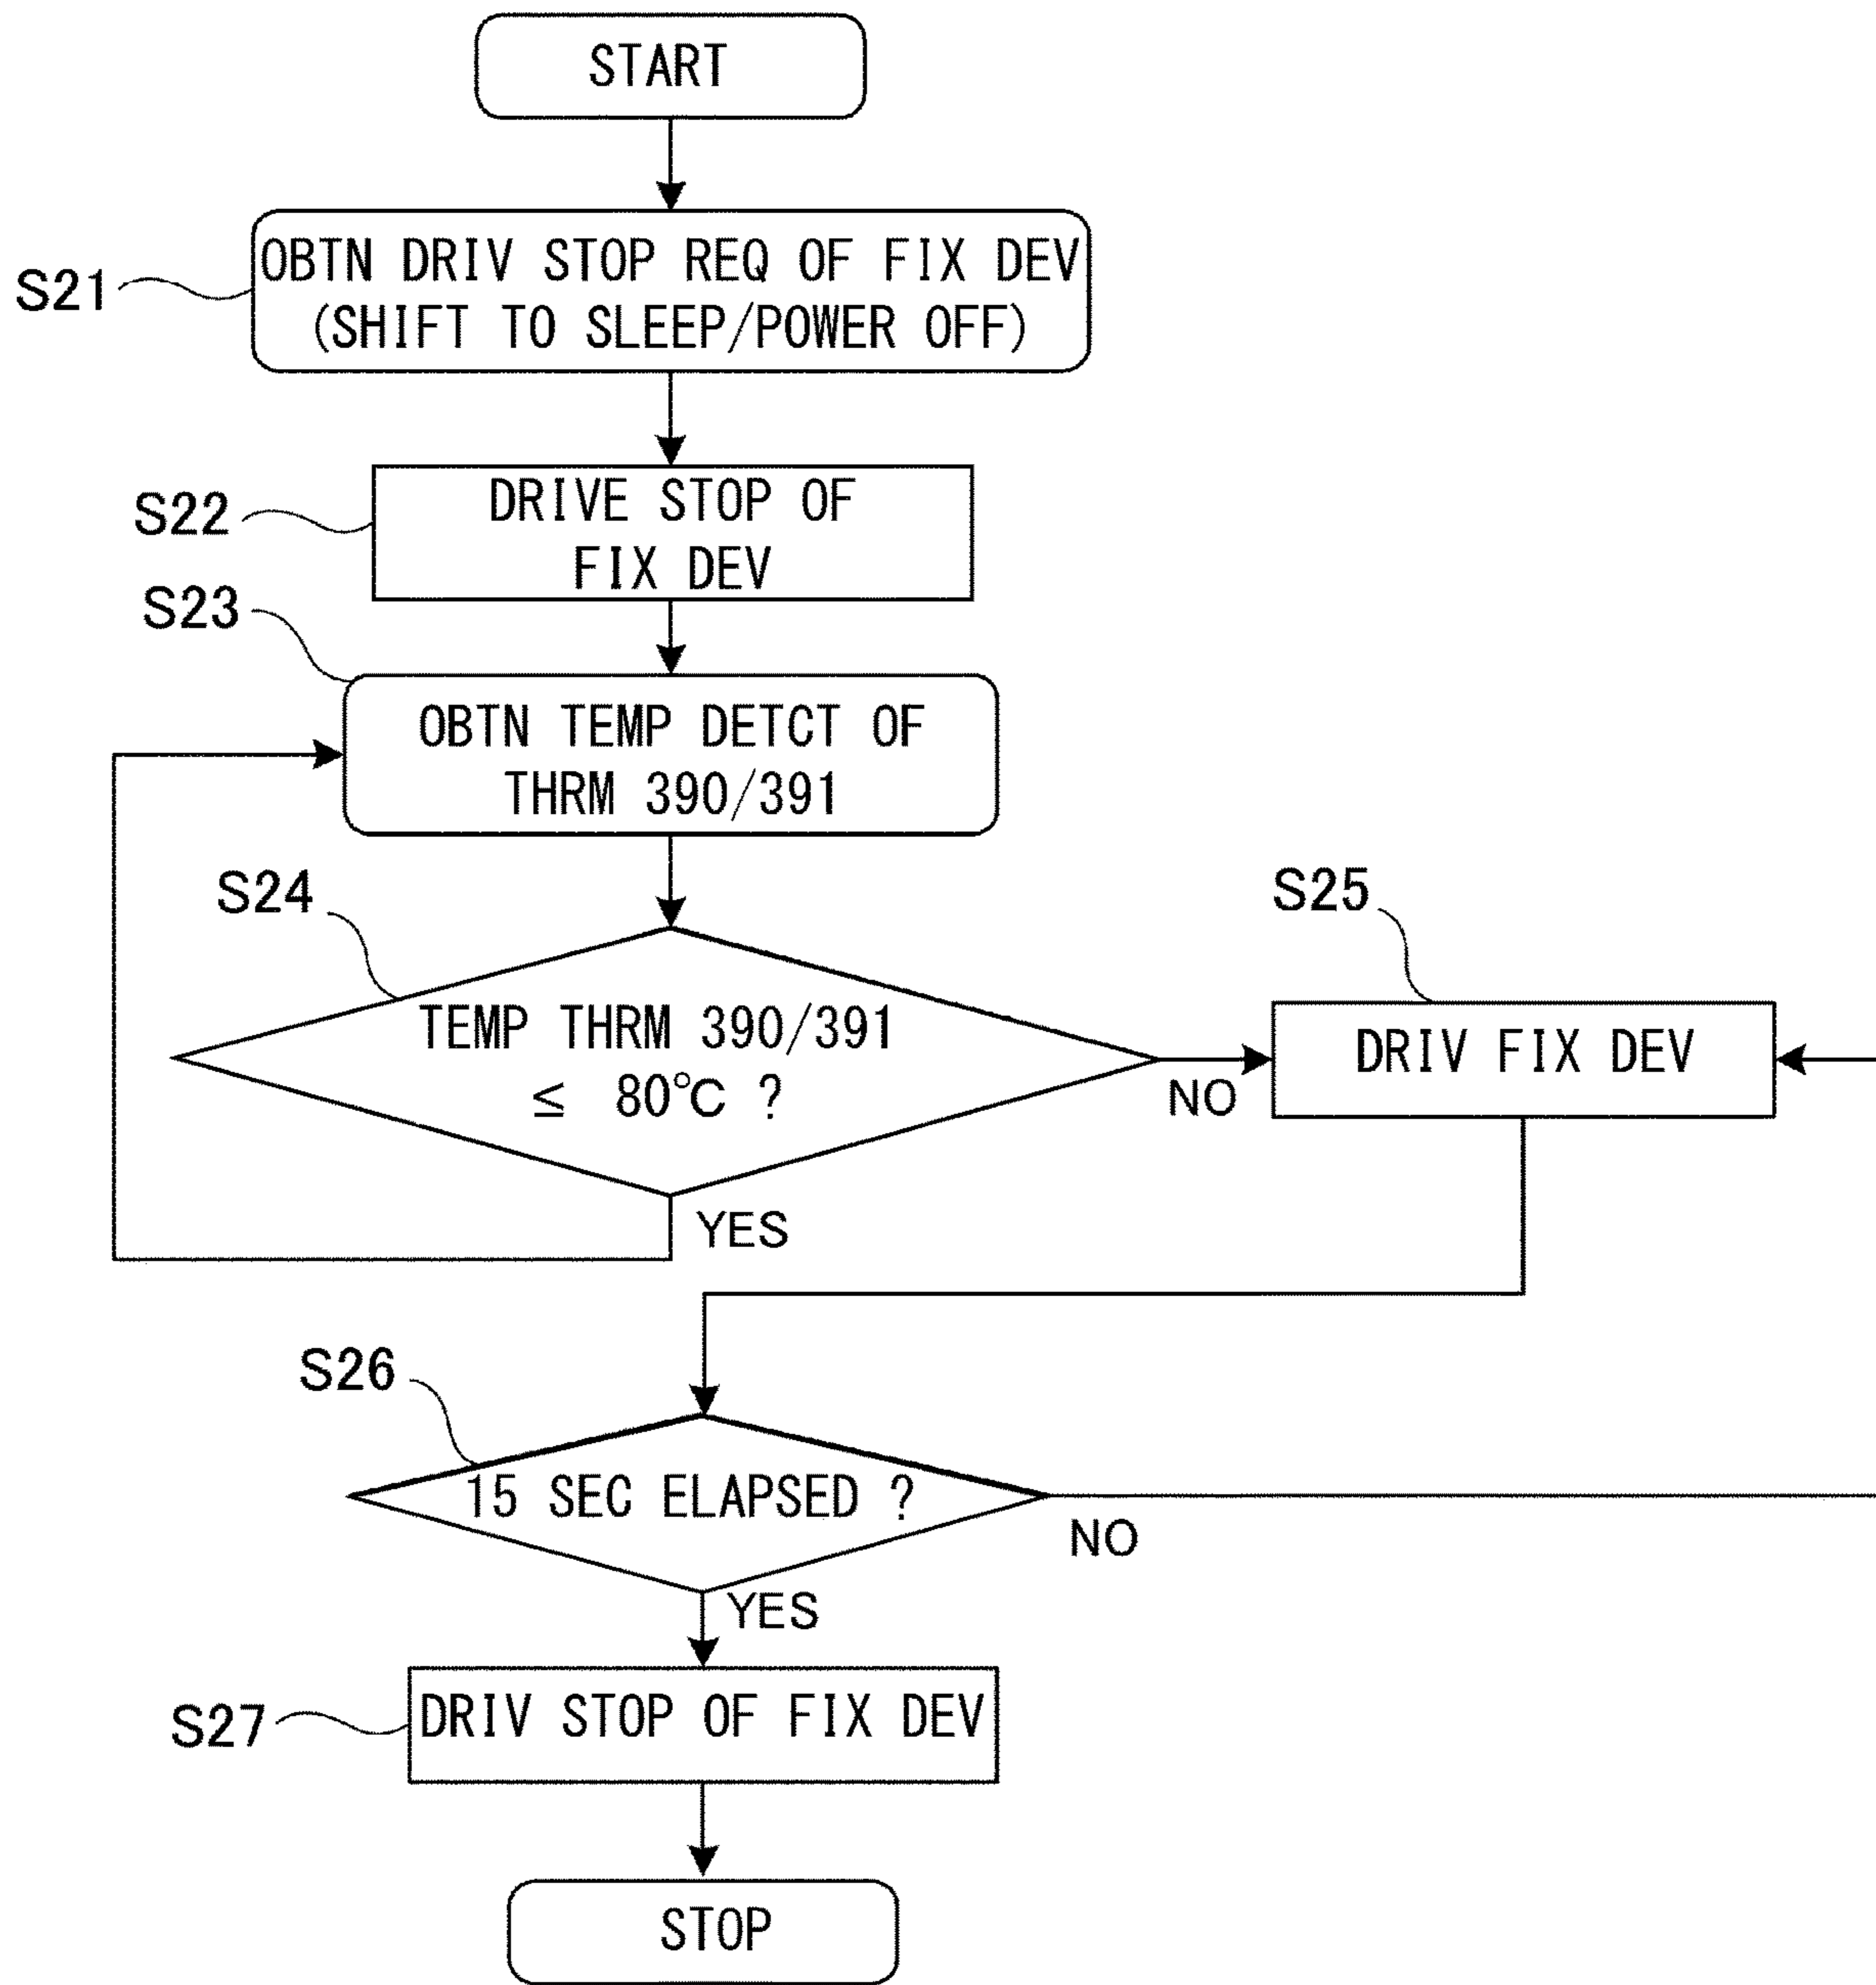 START
S21
OBTN DRIV STOP REQ OF FIX DEV
(SHIFT TO SLEEP/POWER OFF)
S22
DRIVE STOP OF
FIX DEV
S23
OBTN TEMP DETCT OF
THRM 390/391
S24
TEMP THRM 390/391
≤ 80℃ ?
NO
YES
S25
DRIV FIX DEV
S26
15 SEC ELAPSED ?
NO
YES
S27
DRIV STOP OF FIX DEV
STOP